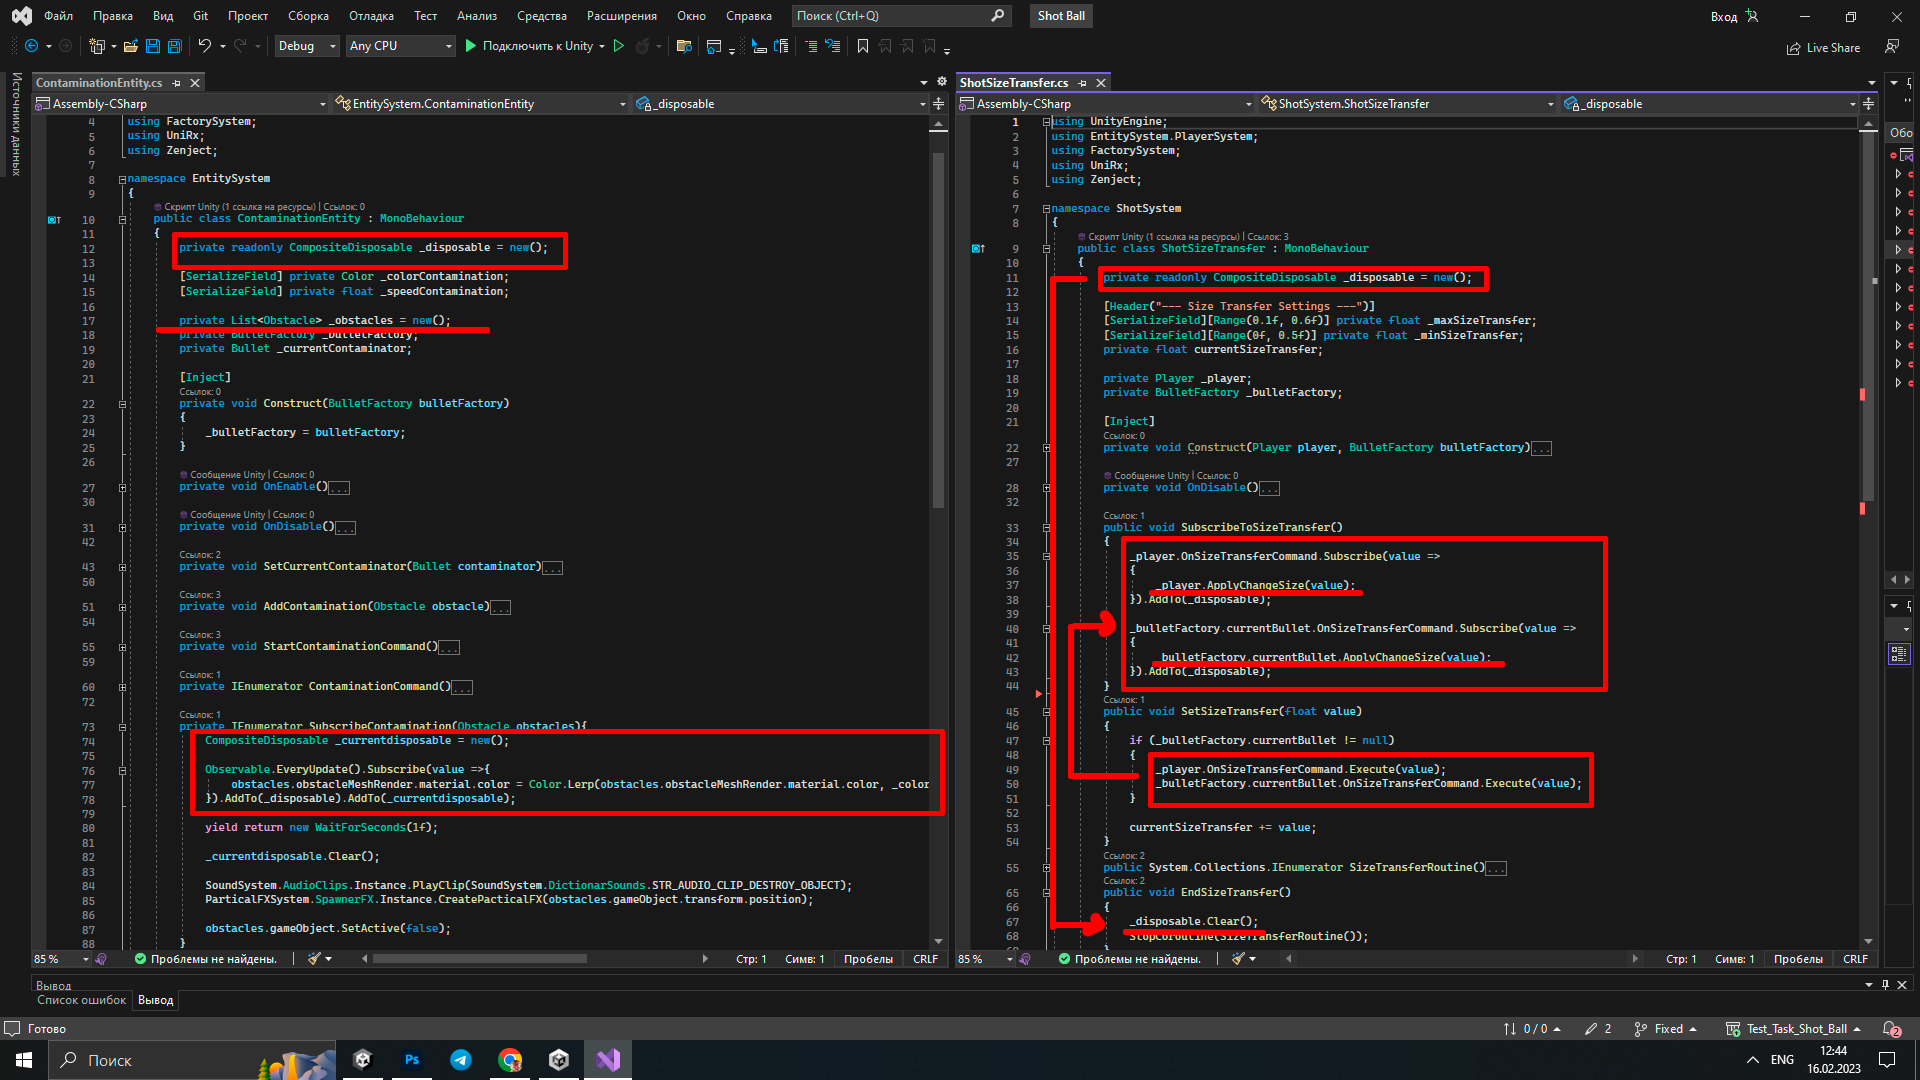 Файл Правка Вид Git Проект Сборка Отладка Тест Анализ Средства Расширения Окно Справка Поиск (Ctrl+Q) Shot Ball Вход
Debug Any CPU Подключить к Unity Live Share
Источники данных
ContaminationEntity.cs
Assembly-CSharp EntitySystem.ContaminationEntity _disposable
4 using FactorySystem;
5 using UniRx;
6 using Zenject;
7
8 namespace EntitySystem
9 {
Скрипт Unity (1 ссылка на ресурсы) | Ссылок: 0
10 public class ContaminationEntity : MonoBehaviour
11 {
12 private readonly CompositeDisposable _disposable = new();
13
14 [SerializeField] private Color _colorContamination;
15 [SerializeField] private float _speedContamination;
16
17 private List<Obstacle> _obstacles = new();
18 private BulletFactory _bulletFactory;
19 private Bullet _currentContaminator;
20
21 [Inject]
Ссылок: 0
22 private void Construct(BulletFactory bulletFactory)
23 {
24 _bulletFactory = bulletFactory;
25 }
26
Сообщение Unity | Ссылок: 0
27 private void OnEnable()...
30
Сообщение Unity | Ссылок: 0
31 private void OnDisable()...
42
Ссылок: 2
43 private void SetCurrentContaminator(Bullet contaminator)...
50
Ссылок: 3
51 private void AddContamination(Obstacle obstacle)...
54
Ссылок: 3
55 private void StartContaminationCommand()...
59
Ссылок: 1
60 private IEnumerator ContaminationCommand()...
72
Ссылок: 1
73 private IEnumerator SubscribeContamination(Obstacle obstacles){
74 CompositeDisposable _currentdisposable = new();
75
76 Observable.EveryUpdate().Subscribe(value =>{
77 obstacles.obstacleMeshRender.material.color = Color.Lerp(obstacles.obstacleMeshRender.material.color, _color
78 }).AddTo(_disposable).AddTo(_currentdisposable);
79
80 yield return new WaitForSeconds(1f);
81
82 _currentdisposable.Clear();
83
84 SoundSystem.AudioClips.Instance.PlayClip(SoundSystem.DictionarSounds.STR_AUDIO_CLIP_DESTROY_OBJECT);
85 ParticalFXSystem.SpawnerFX.Instance.CreatePacticalFX(obstacles.gameObject.transform.position);
86
87 obstacles.gameObject.SetActive(false);
88 }
85 % Проблемы не найдены. Стр: 1 Симв: 1 Пробелы CRLF
ShotSizeTransfer.cs
Assembly-CSharp ShotSystem.ShotSizeTransfer _disposable
1 using UnityEngine;
2 using EntitySystem.PlayerSystem;
3 using FactorySystem;
4 using UniRx;
5 using Zenject;
6
7 namespace ShotSystem
8 {
Скрипт Unity (1 ссылка на ресурсы) | Ссылок: 3
9 public class ShotSizeTransfer : MonoBehaviour
10 {
11 private readonly CompositeDisposable _disposable = new();
12
13 [Header("--- Size Transfer Settings ---")]
14 [SerializeField][Range(0.1f, 0.6f)] private float _maxSizeTransfer;
15 [SerializeField][Range(0f, 0.5f)] private float _minSizeTransfer;
16 private float currentSizeTransfer;
17
18 private Player _player;
19 private BulletFactory _bulletFactory;
20
21 [Inject]
Ссылок: 0
22 private void Construct(Player player, BulletFactory bulletFactory)...
27
Сообщение Unity | Ссылок: 0
28 private void OnDisable()...
32
Ссылок: 1
33 public void SubscribeToSizeTransfer()
34 {
35 _player.OnSizeTransferCommand.Subscribe(value =>
36 {
37 _player.ApplyChangeSize(value);
38 }).AddTo(_disposable);
39
40 _bulletFactory.currentBullet.OnSizeTransferCommand.Subscribe(value =>
41 {
42 _bulletFactory.currentBullet.ApplyChangeSize(value);
43 }).AddTo(_disposable);
44 }
Ссылок: 1
45 public void SetSizeTransfer(float value)
46 {
47 if (_bulletFactory.currentBullet != null)
48 {
49 _player.OnSizeTransferCommand.Execute(value);
50 _bulletFactory.currentBullet.OnSizeTransferCommand.Execute(value);
51 }
52
53 currentSizeTransfer += value;
54 }
Ссылок: 2
55 public System.Collections.IEnumerator SizeTransferRoutine()...
Ссылок: 2
65 public void EndSizeTransfer()
66 {
67 _disposable.Clear();
68 StopCoroutine(SizeTransferRoutine());
85 % Проблемы не найдены. Стр: 1 Симв: 1 Пробелы CRLF
Обо
Вывод
Список ошибок Вывод
Готово 0 / 0 2 Fixed Test_Task_Shot_Ball 2
Поиск Ps ENG 12:44
16.02.2023